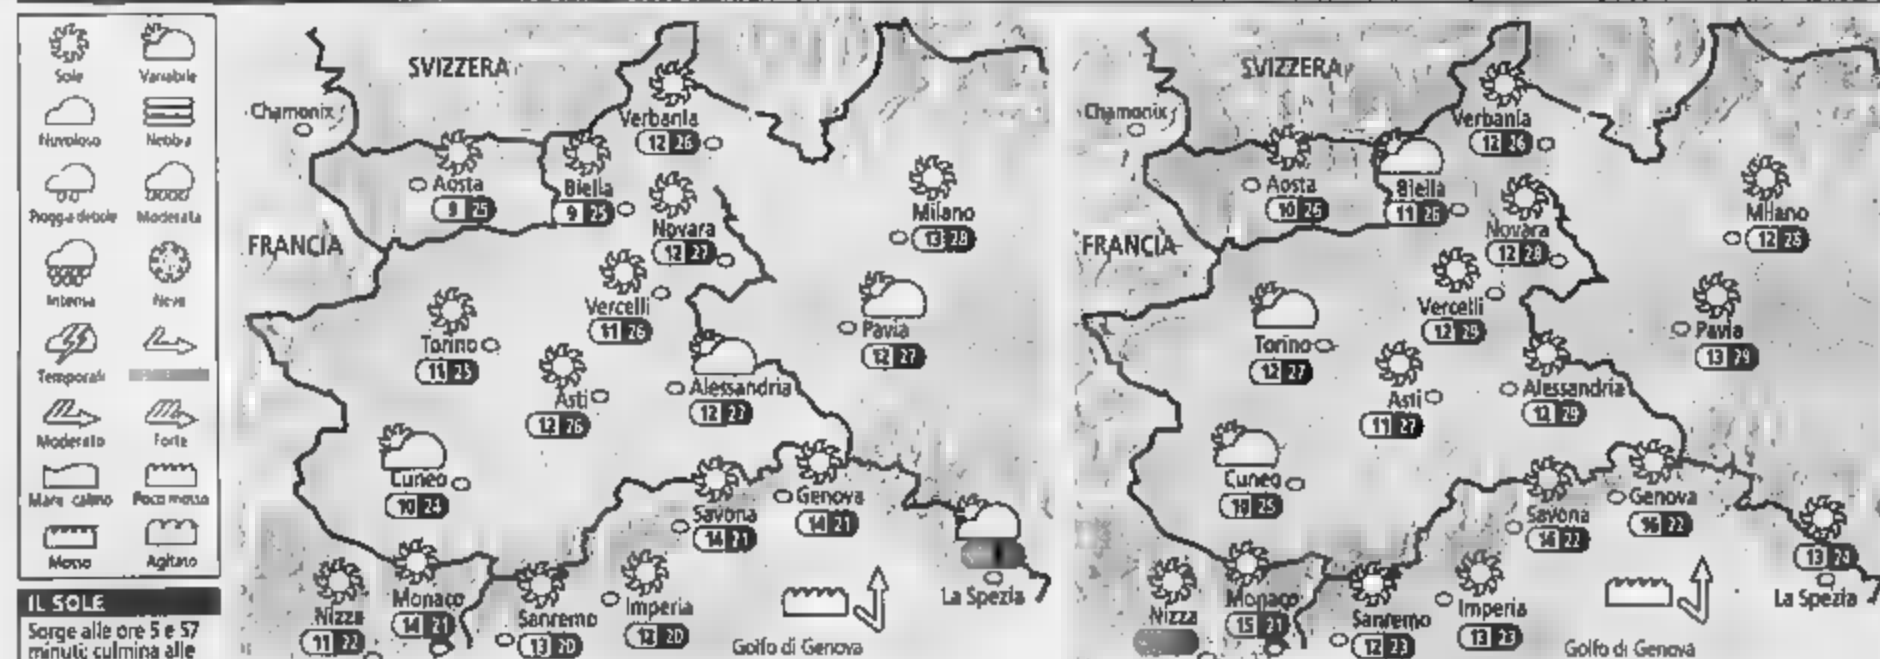 Sole Variabile
Nuvoloso Nebbia
Pioggia debole Moderata
Intensa Neve
Temporali
Moderato Forte
Mare calmo Poco mosso
Mosso Agitato
IL SOLE
Sorge alle ore 5 e 57
minuti; culmina alle
SVIZZERA
Chamonix
Verbania
12 26
Aosta
9 25
Biella
9 25
Novara
12 27
Milano
13 28
FRANCIA
Vercelli
11 26
Torino
11 25
Pavia
12 27
Asti
12 26
Alessandria
12 27
Cuneo
10 24
Savona
14 21
Genova
14 21
La Spezia
Nizza
11 22
Monaco
14 21
Sanremo
13 20
Imperia
12 20
Golfo di Genova
SVIZZERA
Chamonix
Verbania
12 26
Aosta
10 26
Biella
11 26
Novara
12 28
Milano
12 26
FRANCIA
Vercelli
12 29
Torino
12 27
Pavia
13 29
Asti
11 27
Alessandria
12 29
Cuneo
10 25
Savona
16 22
Genova
16 22
13 24
La Spezia
Nizza
Monaco
15 21
Sanremo
12 23
Imperia
13 23
Golfo di Genova